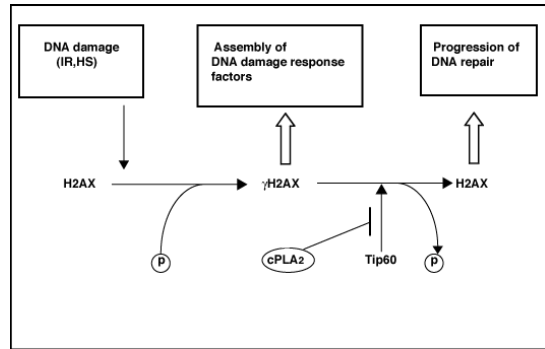 DNA damage
(IR,HS)
Assembly of
DNA damage response
factors
Progression of
DNA repair
H2AX
γH2AX
H2AX
p
cPLA2
Tip60
p